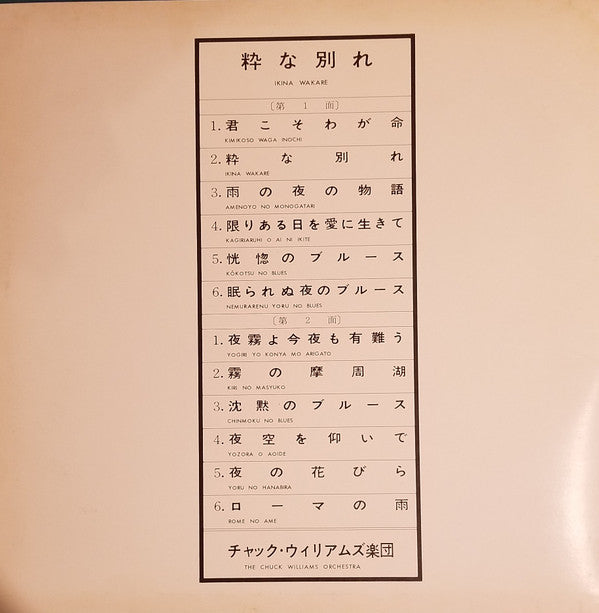 粋な別れ
IKINA WAKARE
〔第1面〕
1. 君こそわが命
KIMIKOSO WAGA INOCHI
2. 粋な別れ
IKINA WAKARE
3. 雨の夜の物語
AMENOYO NO MONOGATARI
4. 限りある日を愛に生きて
KAGIRIARUHI O AI NI IKITE
5. 恍惚のブルース
KŌKOTSU NO BLUES
6. 眠られぬ夜のブルース
NEMURARENU YORU NO BLUES
〔第2面〕
1. 夜霧よ今夜も有難う
YOGIRI YO KONYA MO ARIGATO
2. 霧の摩周湖
KIRI NO MASYUKO
3. 沈黙のブルース
CHINMOKU NO BLUES
4. 夜空を仰いで
YOZORA O AOIDE
5. 夜の花びら
YORU NO HANABIRA
6. ローマの雨
ROME NO AME
チャック・ウィリアムズ楽団
THE CHUCK WILLIAMS ORCHESTRA